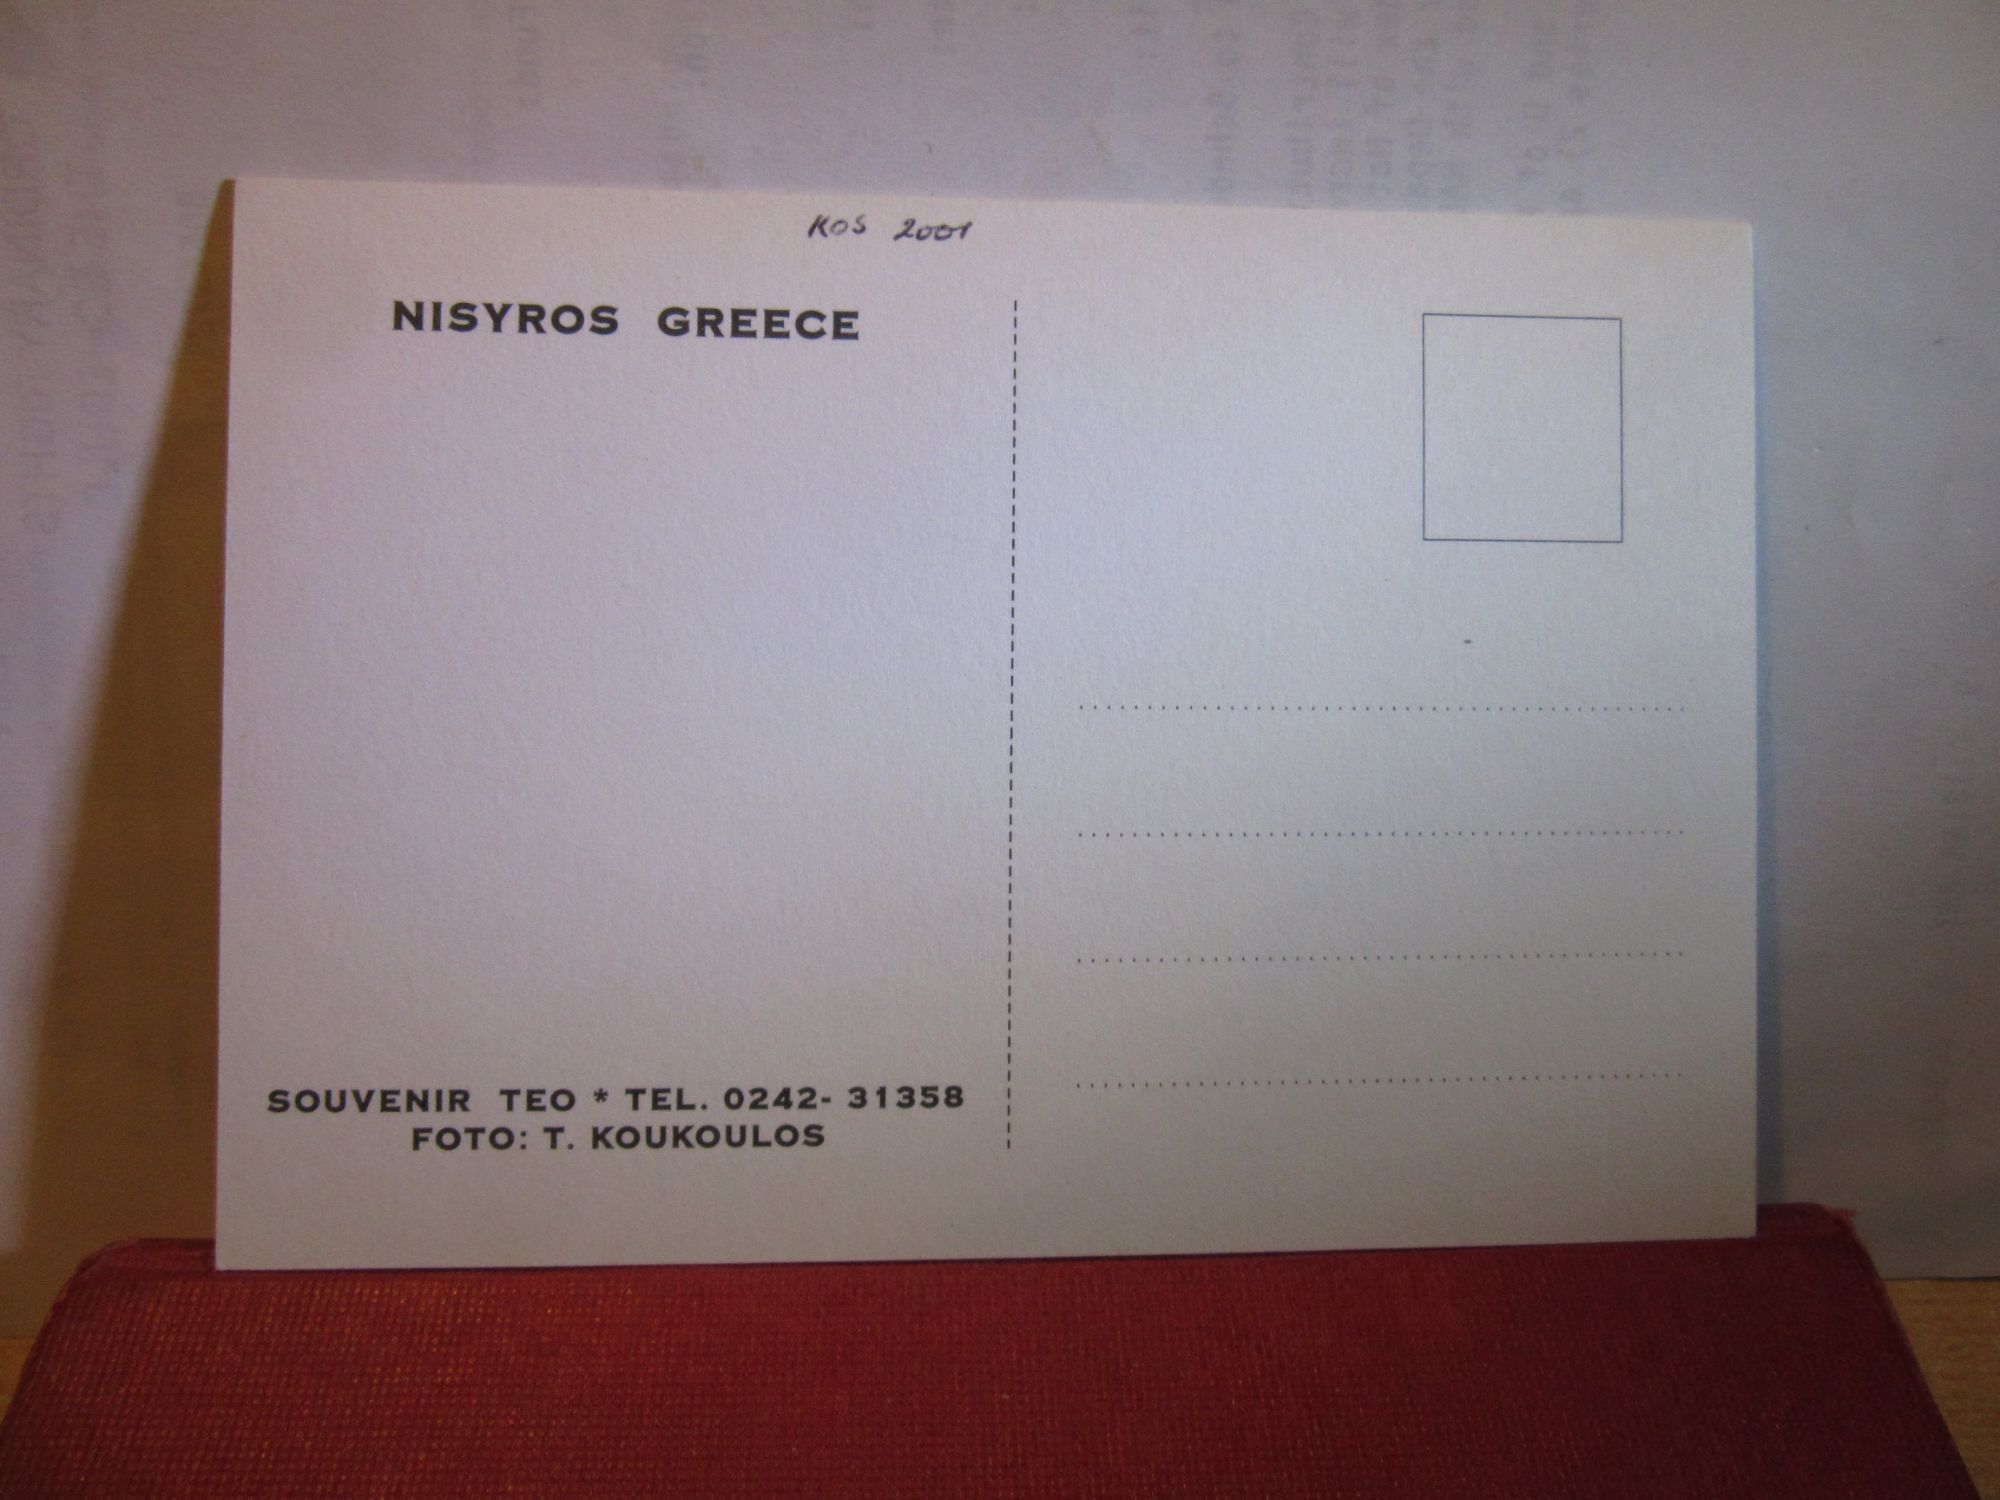 KOS 2001
NISYROS GREECE
SOUVENIR TEO * TEL. 0242- 31358
FOTO: T. KOUKOULOS